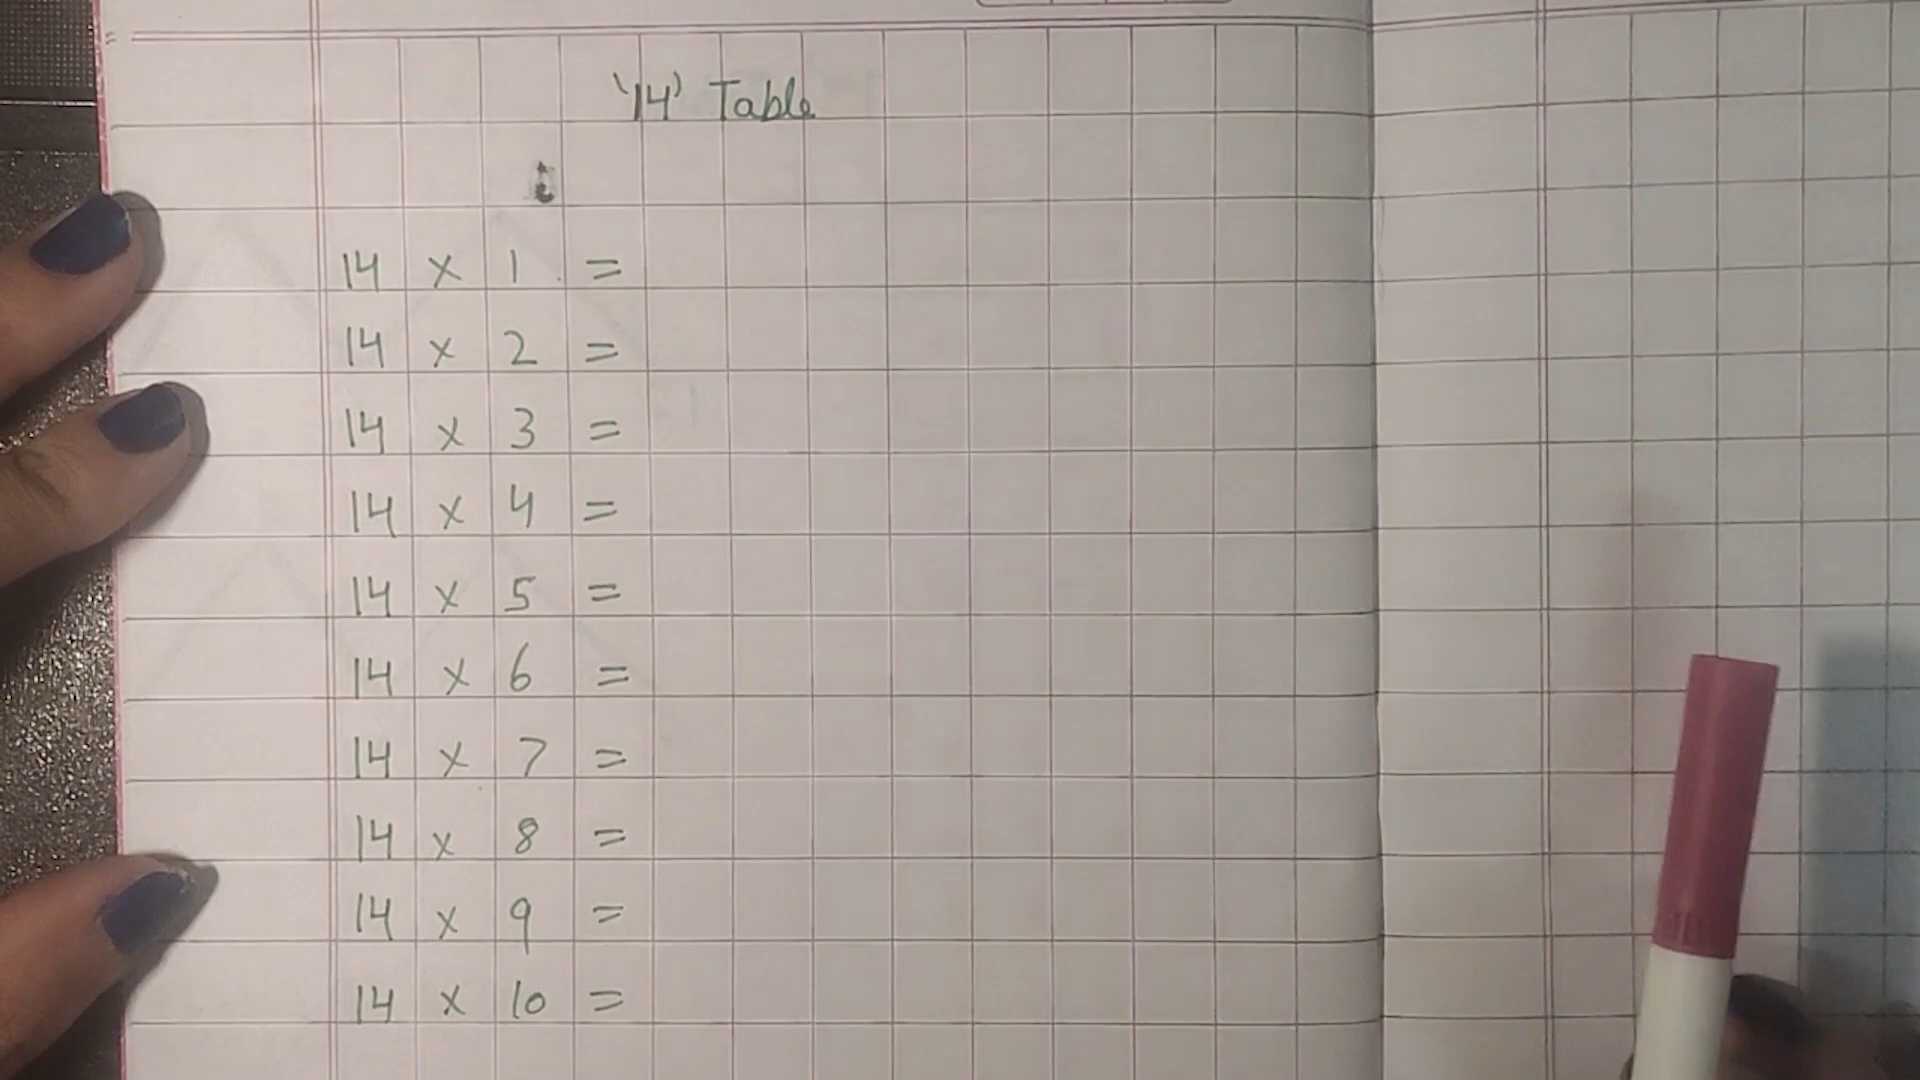 '14' Table
14 × 1 =
14 × 2 =
14 × 3 =
14 × 4 =
14 × 5 =
14 × 6 =
14 × 7 =
14 × 8 =
14 × 9 =
14 × 10 =